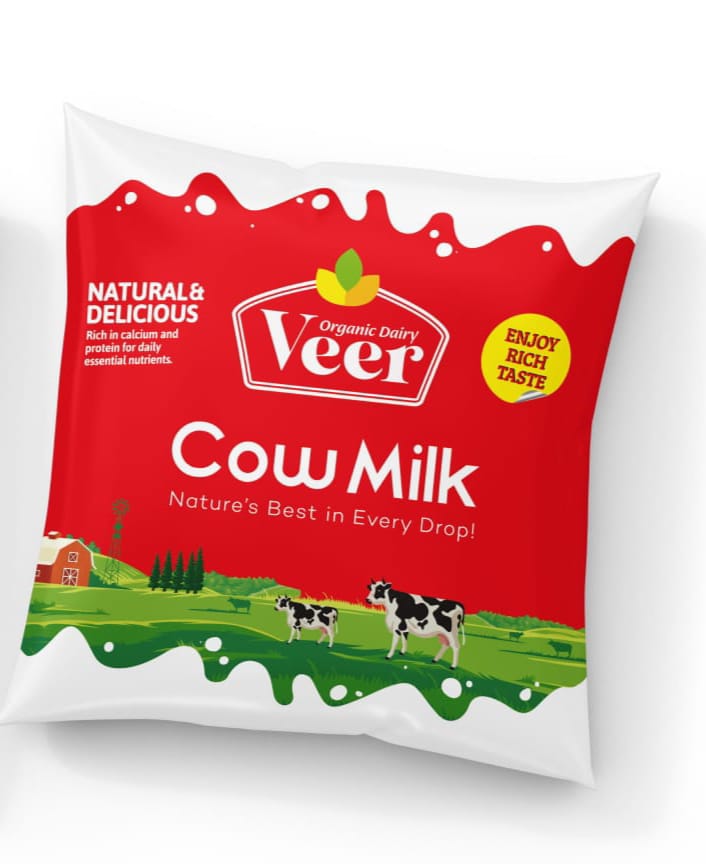 NATURAL &
DELICIOUS
Rich in calcium and
protein for daily
essential nutrients.
Organic Dairy
Veer
ENJOY
RICH
TASTE
Cow Milk
Nature's Best in Every Drop!